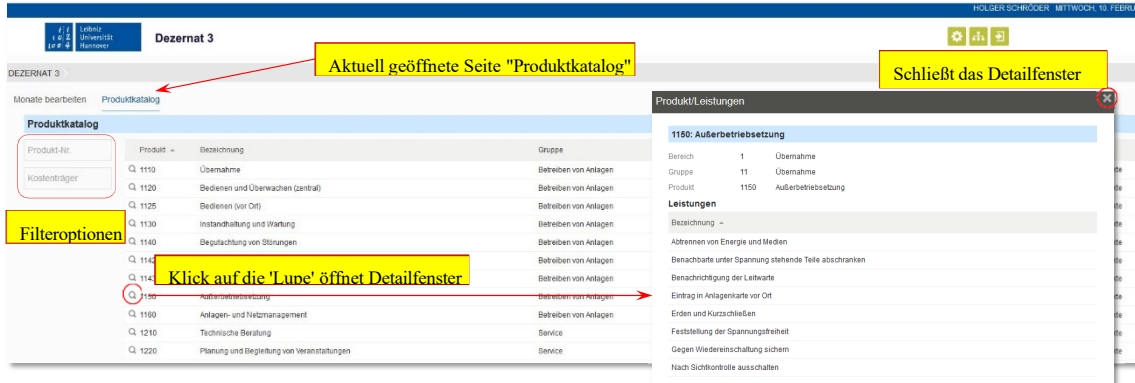 HOLGER SCHRÖDER MITTWOCH, 10. FEBRU
Leibniz
Universität
Hannover
Dezernat 3
Aktuell geöffnete Seite "Produktkatalog"
Schließt das Detailfenster
DEZERNAT 3
Monate bearbeiten Produktkatalog
Produkt/Leistungen
Produktkatalog
1150: Außerbetriebsetzung
Produkt-Nr.
Kostenträger
Filteroptionen
Produkt Bezeichnung Gruppe
1110 Übernahme Betreiben von Anlagen
1120 Bedienen und Überwachen (zentral) Betreiben von Anlagen
1125 Bedienen (vor Ort) Betreiben von Anlagen
1130 Instandhaltung und Wartung Betreiben von Anlagen
1140 Begutachtung von Störungen Betreiben von Anlagen
1142 Betreiben von Anlagen
1143 Betreiben von Anlagen
Klick auf die 'Lupe' öffnet Detailfenster
1150 Außerbetriebsetzung Betreiben von Anlagen
1160 Anlagen- und Netzmanagement Betreiben von Anlagen
1210 Technische Beratung Service
1220 Planung und Begleitung von Veranstaltungen Service
Bereich 1 Übernahme
Gruppe 11 Übernahme
Produkt 1150 Außerbetriebsetzung
Leistungen
Bezeichnung
Abtrennen von Energie und Medien
Benachbarte unter Spannung stehende Teile abschranken
Benachrichtigung der Leitwarte
Eintrag in Anlagenkarte vor Ort
Erden und Kurzschließen
Feststellung der Spannungsfreiheit
Gegen Wiedereinschaltung sichern
Nach Sichtkontrolle ausschalten